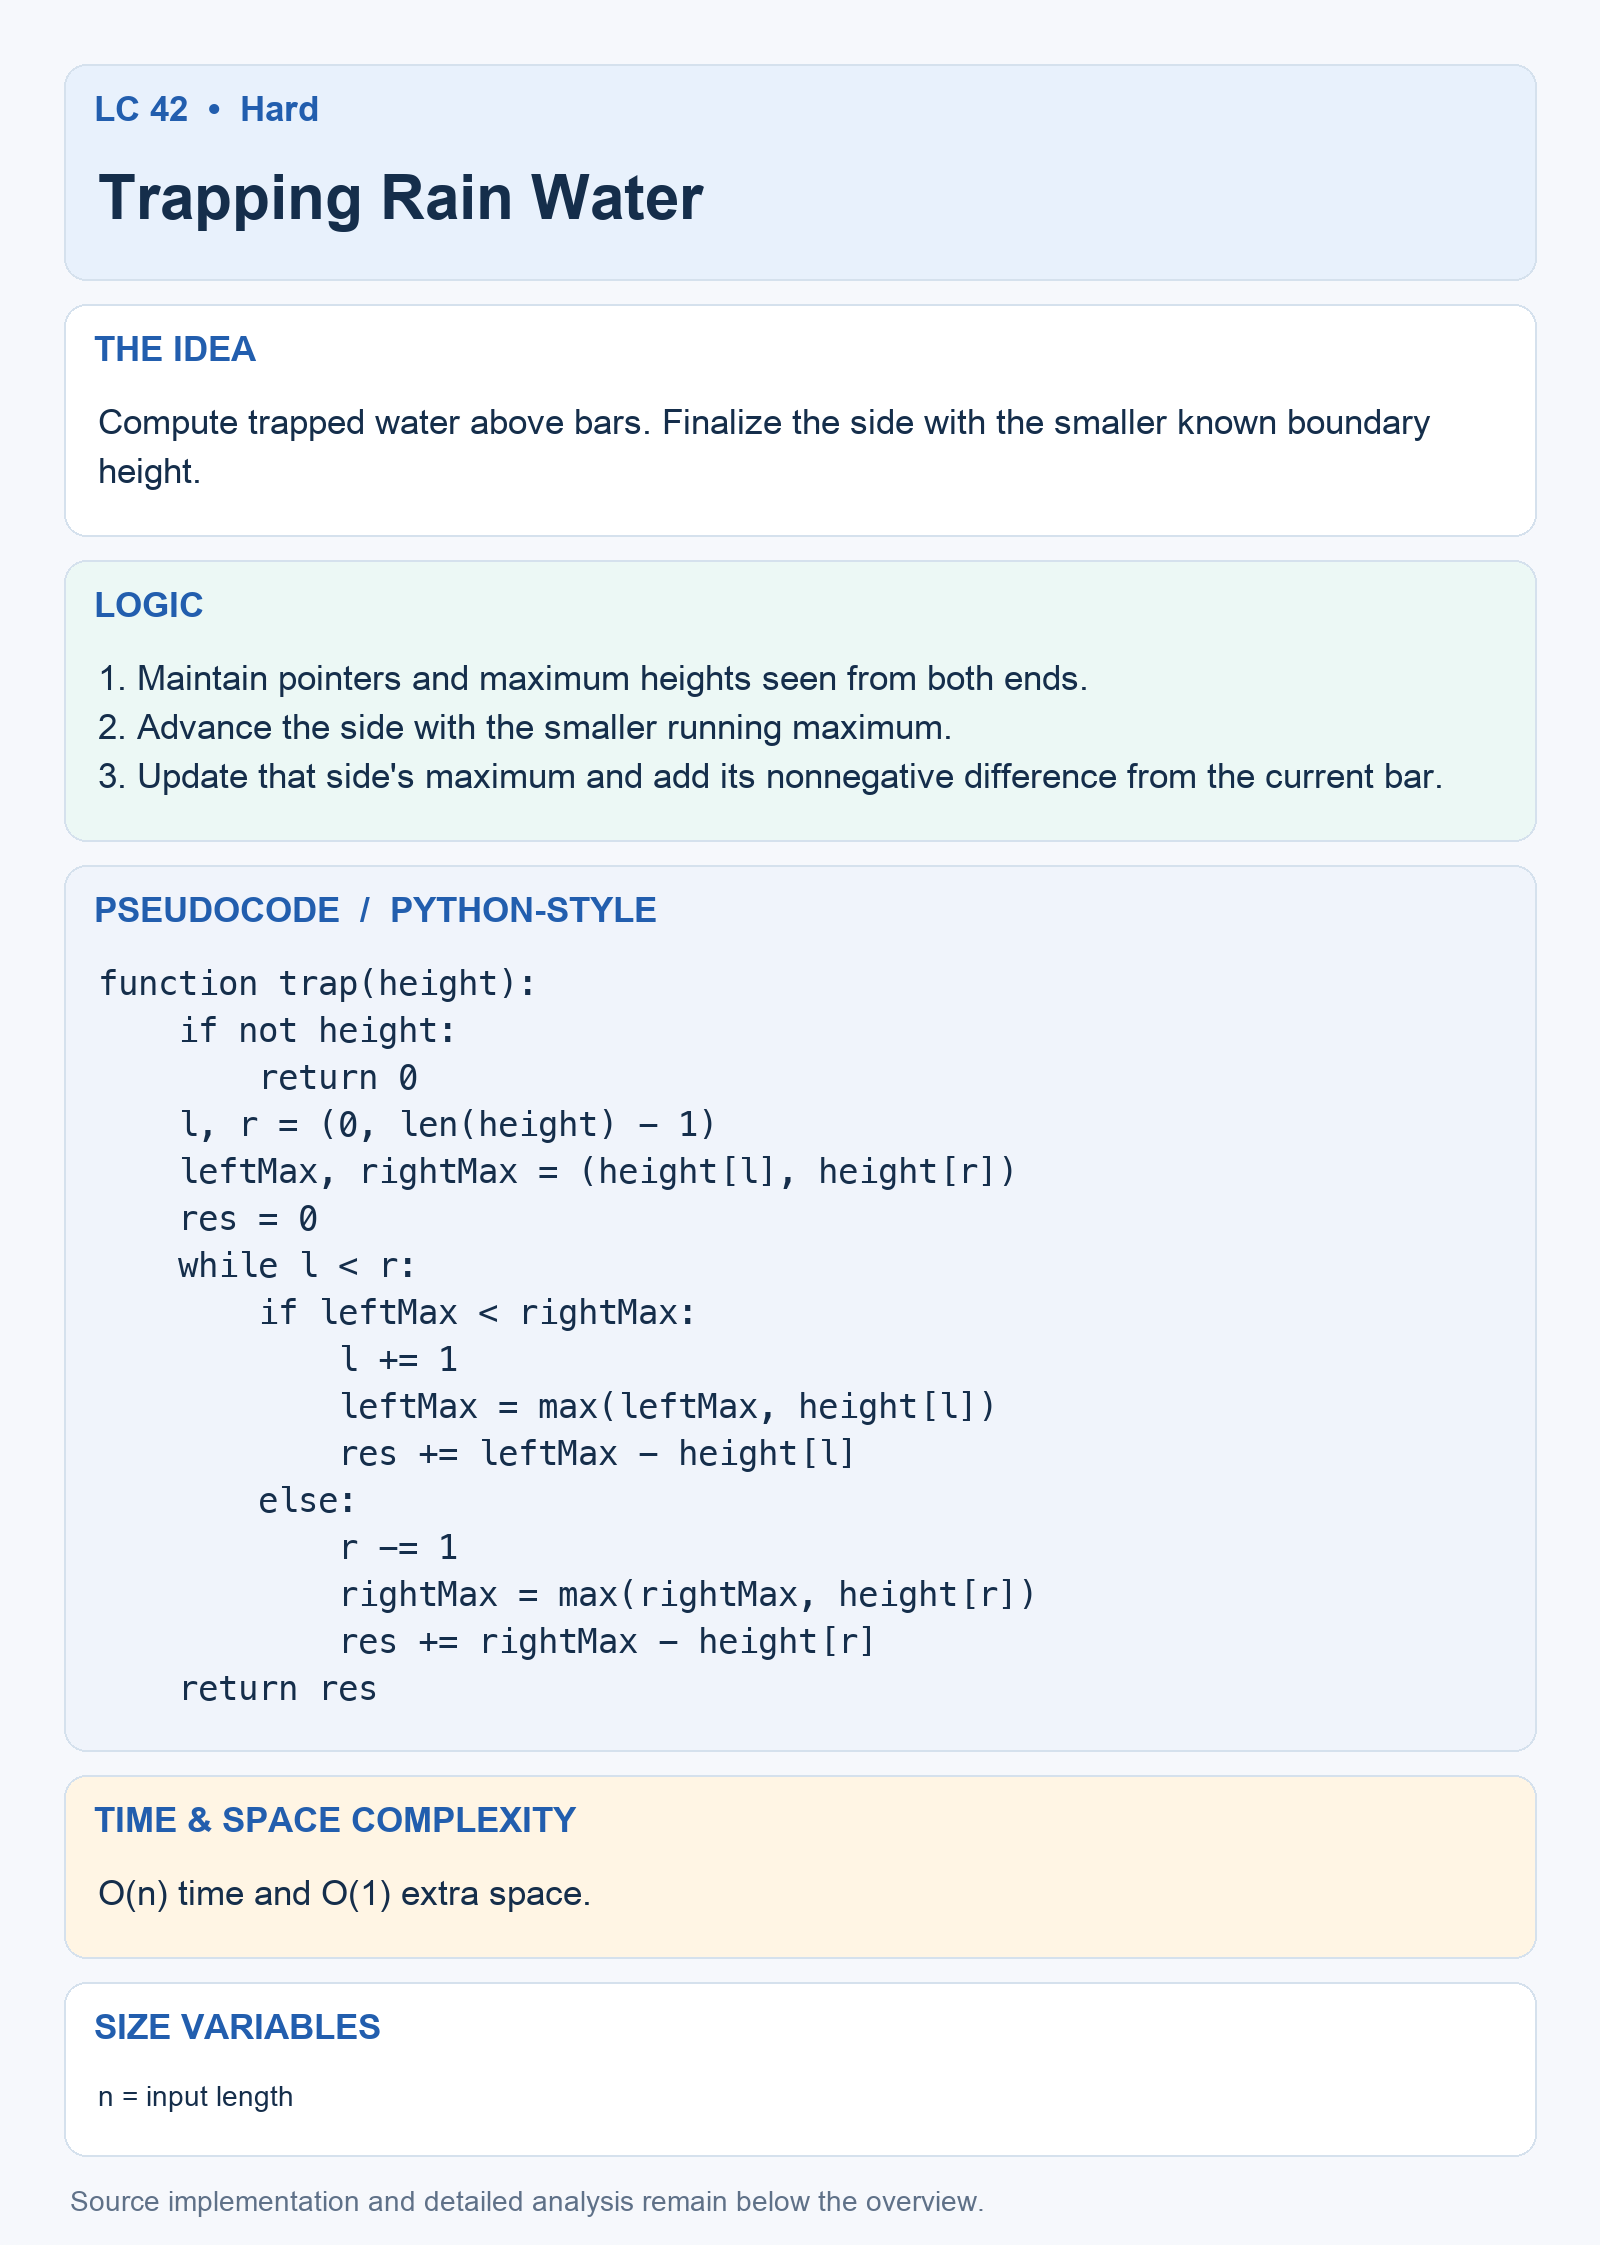 LC 42 • Hard
Trapping Rain Water
THE IDEA
Compute trapped water above bars. Finalize the side with the smaller known boundary
height.
LOGIC
1. Maintain pointers and maximum heights seen from both ends.
2. Advance the side with the smaller running maximum.
3. Update that side's maximum and add its nonnegative difference from the current bar.
PSEUDOCODE / PYTHON-STYLE
function trap(height):
    if not height:
        return 0
    l, r = (0, len(height) − 1)
    leftMax, rightMax = (height[l], height[r])
    res = 0
    while l < r:
        if leftMax < rightMax:
            l += 1
            leftMax = max(leftMax, height[l])
            res += leftMax − height[l]
        else:
            r −= 1
            rightMax = max(rightMax, height[r])
            res += rightMax − height[r]
    return res
TIME & SPACE COMPLEXITY
O(n) time and O(1) extra space.
SIZE VARIABLES
n = input length
Source implementation and detailed analysis remain below the overview.